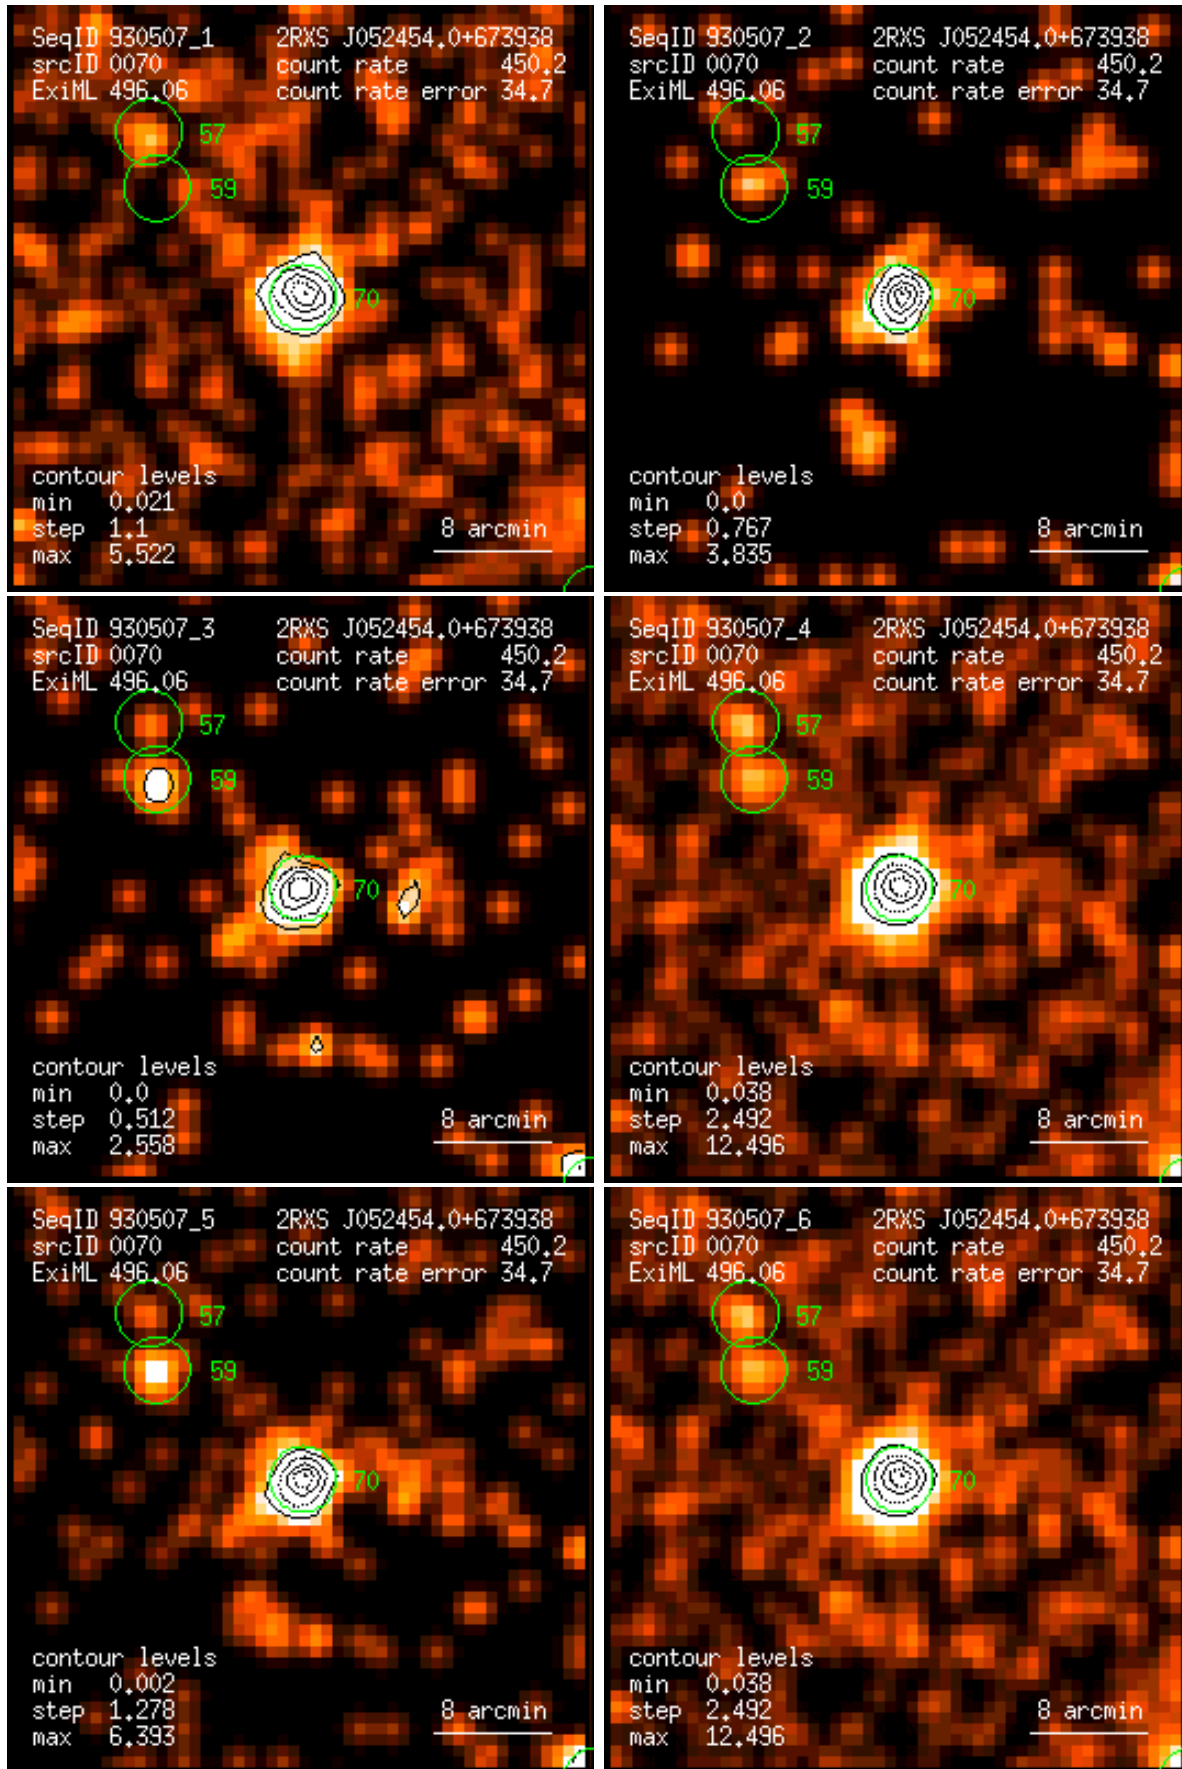 SeqID 930507_1 2RXS J052454.0+673938
srcID 0070 count rate 450.2
ExiML 496.06 count rate error 34.7
57
59
70
contour levels
min 0.021
step 1.1 8 arcmin
max 5.522
SeqID 930507_2 2RXS J052454.0+673938
srcID 0070 count rate 450.2
ExiML 496.06 count rate error 34.7
57
59
70
contour levels
min 0.0
step 0.767 8 arcmin
max 3.835
SeqID 930507_3 2RXS J052454.0+673938
srcID 0070 count rate 450.2
ExiML 496.06 count rate error 34.7
57
59
70
contour levels
min 0.0
step 0.512 8 arcmin
max 2.558
SeqID 930507_4 2RXS J052454.0+673938
srcID 0070 count rate 450.2
ExiML 496.06 count rate error 34.7
57
59
70
contour levels
min 0.038
step 2.492 8 arcmin
max 12.496
SeqID 930507_5 2RXS J052454.0+673938
srcID 0070 count rate 450.2
ExiML 496.06 count rate error 34.7
57
59
70
contour levels
min 0.002
step 1.278 8 arcmin
max 6.393
SeqID 930507_6 2RXS J052454.0+673938
srcID 0070 count rate 450.2
ExiML 496.06 count rate error 34.7
57
59
70
contour levels
min 0.038
step 2.492 8 arcmin
max 12.496